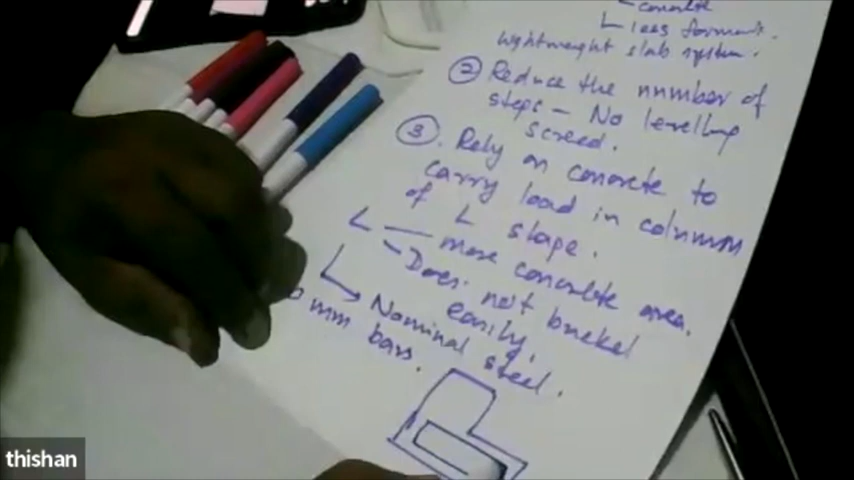 concrete
less formwk.
lightweight slab system.
② Reduce the number of
steps - No levelling
screed.
③. Rely on concrete to
carry load in column
of L shape.
L — more concrete area.
Does not buckel
easily.
Nominal steel.
mm bars.
thishan